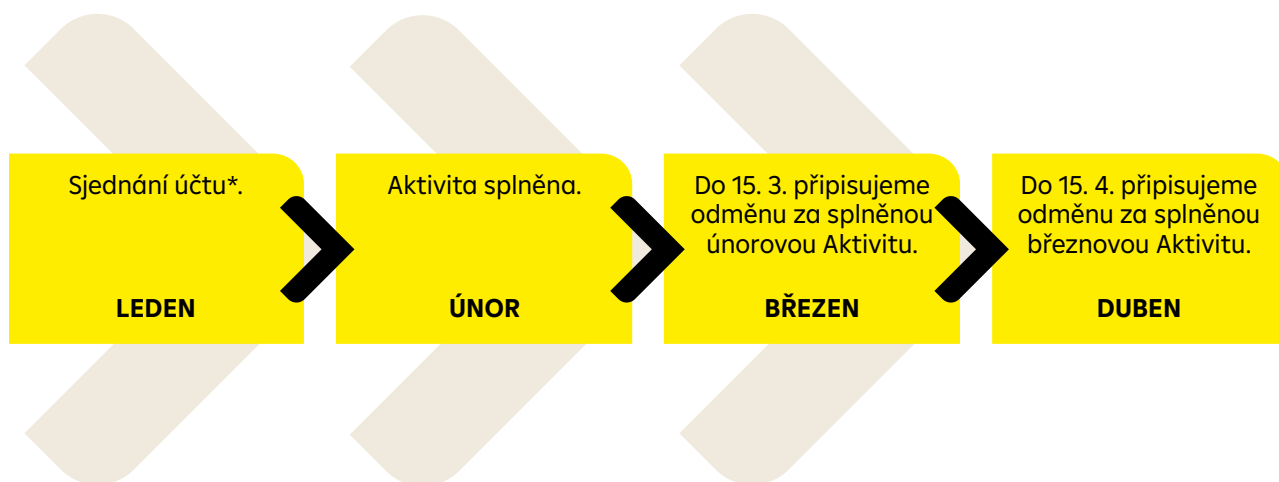 Sjednání účtu*.
LEDEN
Aktivita splněna.
ÚNOR
Do 15. 3. připisujeme
odměnu za splněnou
únorovou Aktivitu.
BŘEZEN
Do 15. 4. připisujeme
odměnu za splněnou
březnovou Aktivitu.
DUBEN